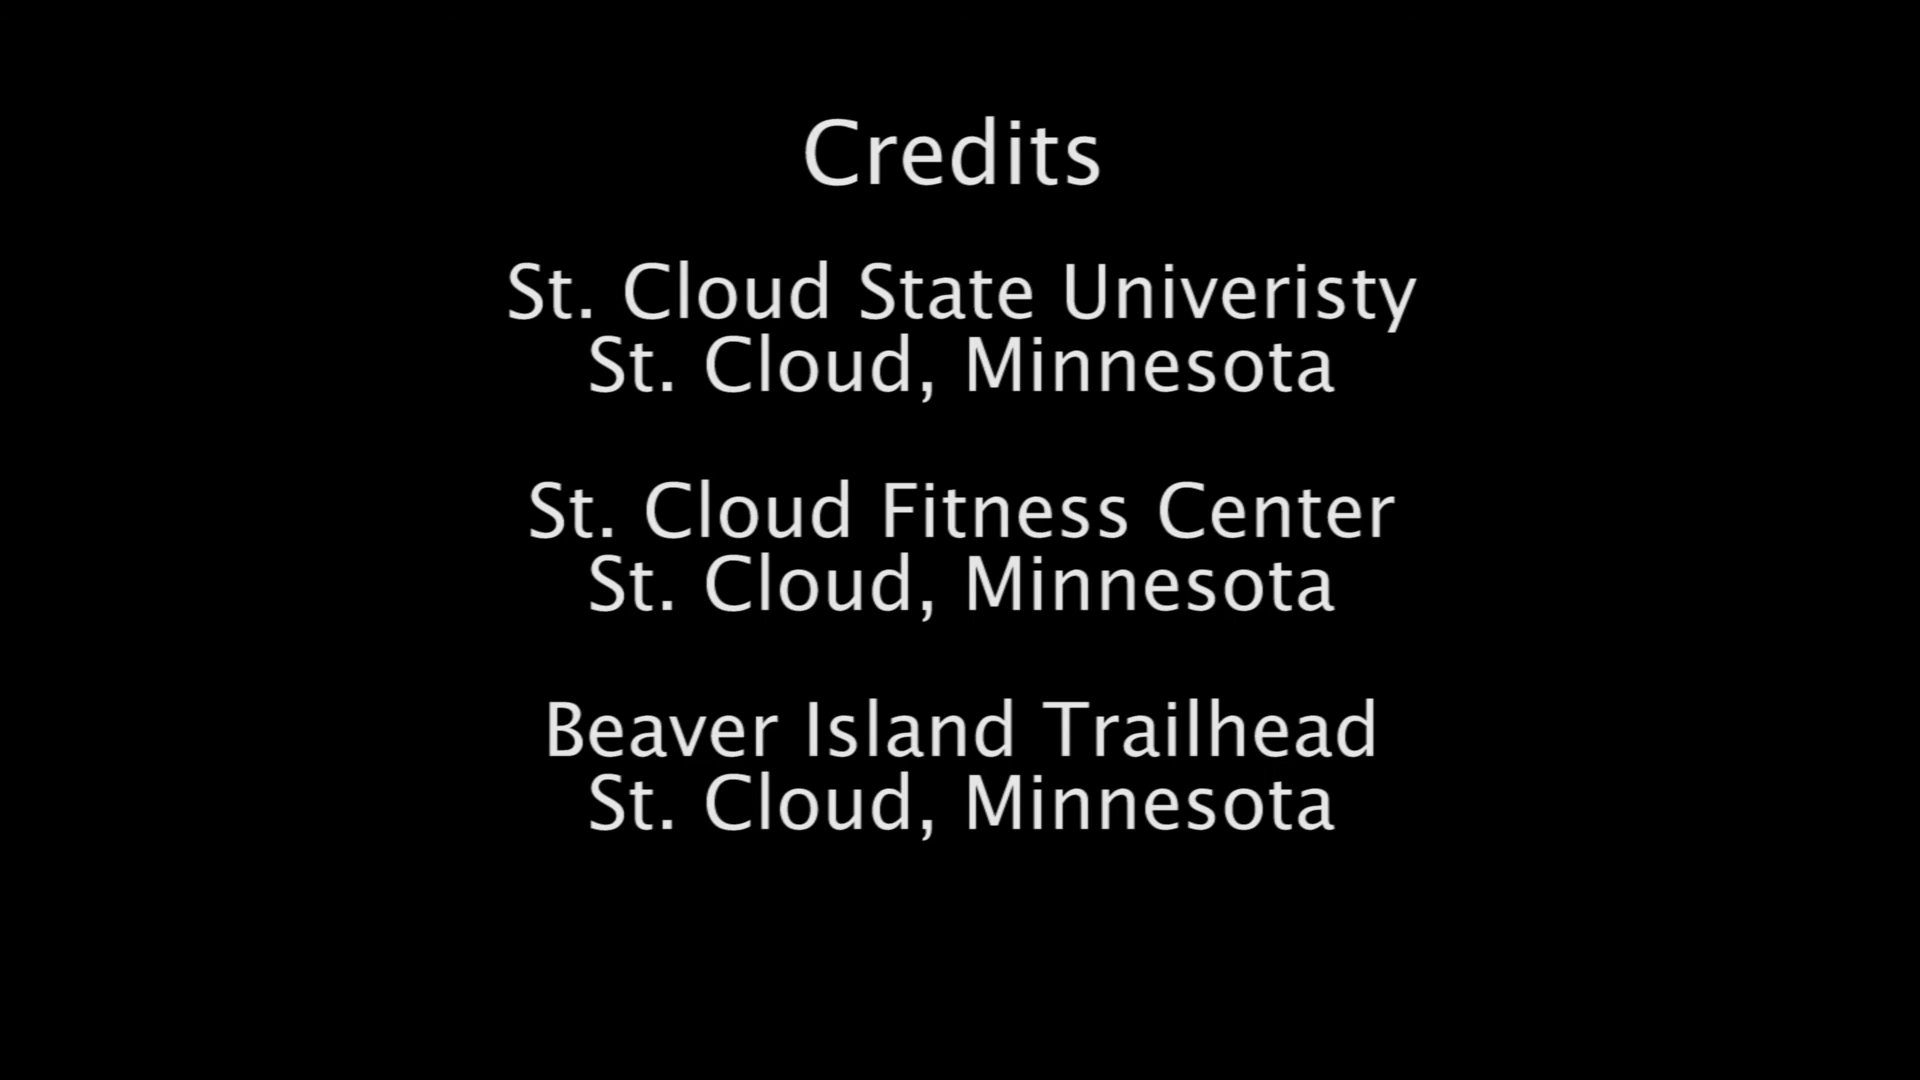 Credits
St. Cloud State Univeristy
St. Cloud, Minnesota
St. Cloud Fitness Center
St. Cloud, Minnesota
Beaver Island Trailhead
St. Cloud, Minnesota